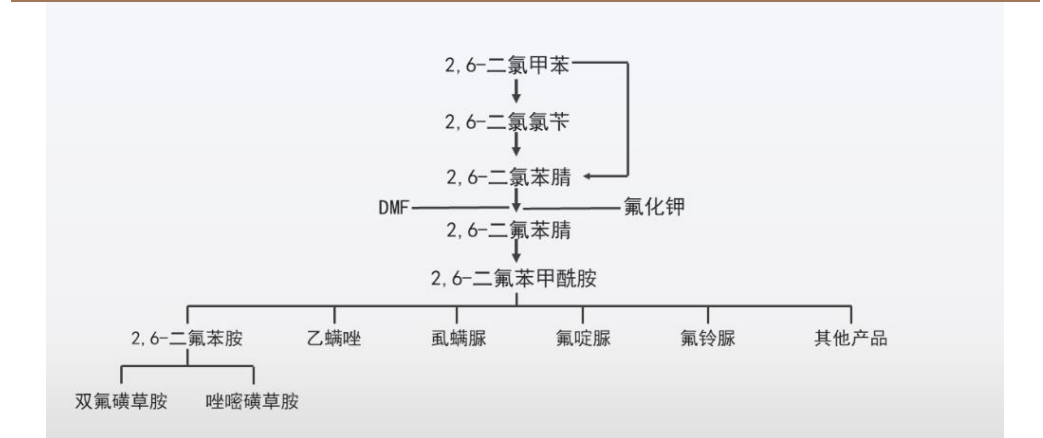 2,6-二氯甲苯
2,6-二氯氯苄
2,6-二氯苯腈
DMF 氟化钾
2,6-二氟苯腈
2,6-二氟苯甲酰胺
2,6-二氟苯胺 乙螨唑 虱螨脲 氟啶脲 氟铃脲 其他产品
双氟磺草胺 唑嘧磺草胺